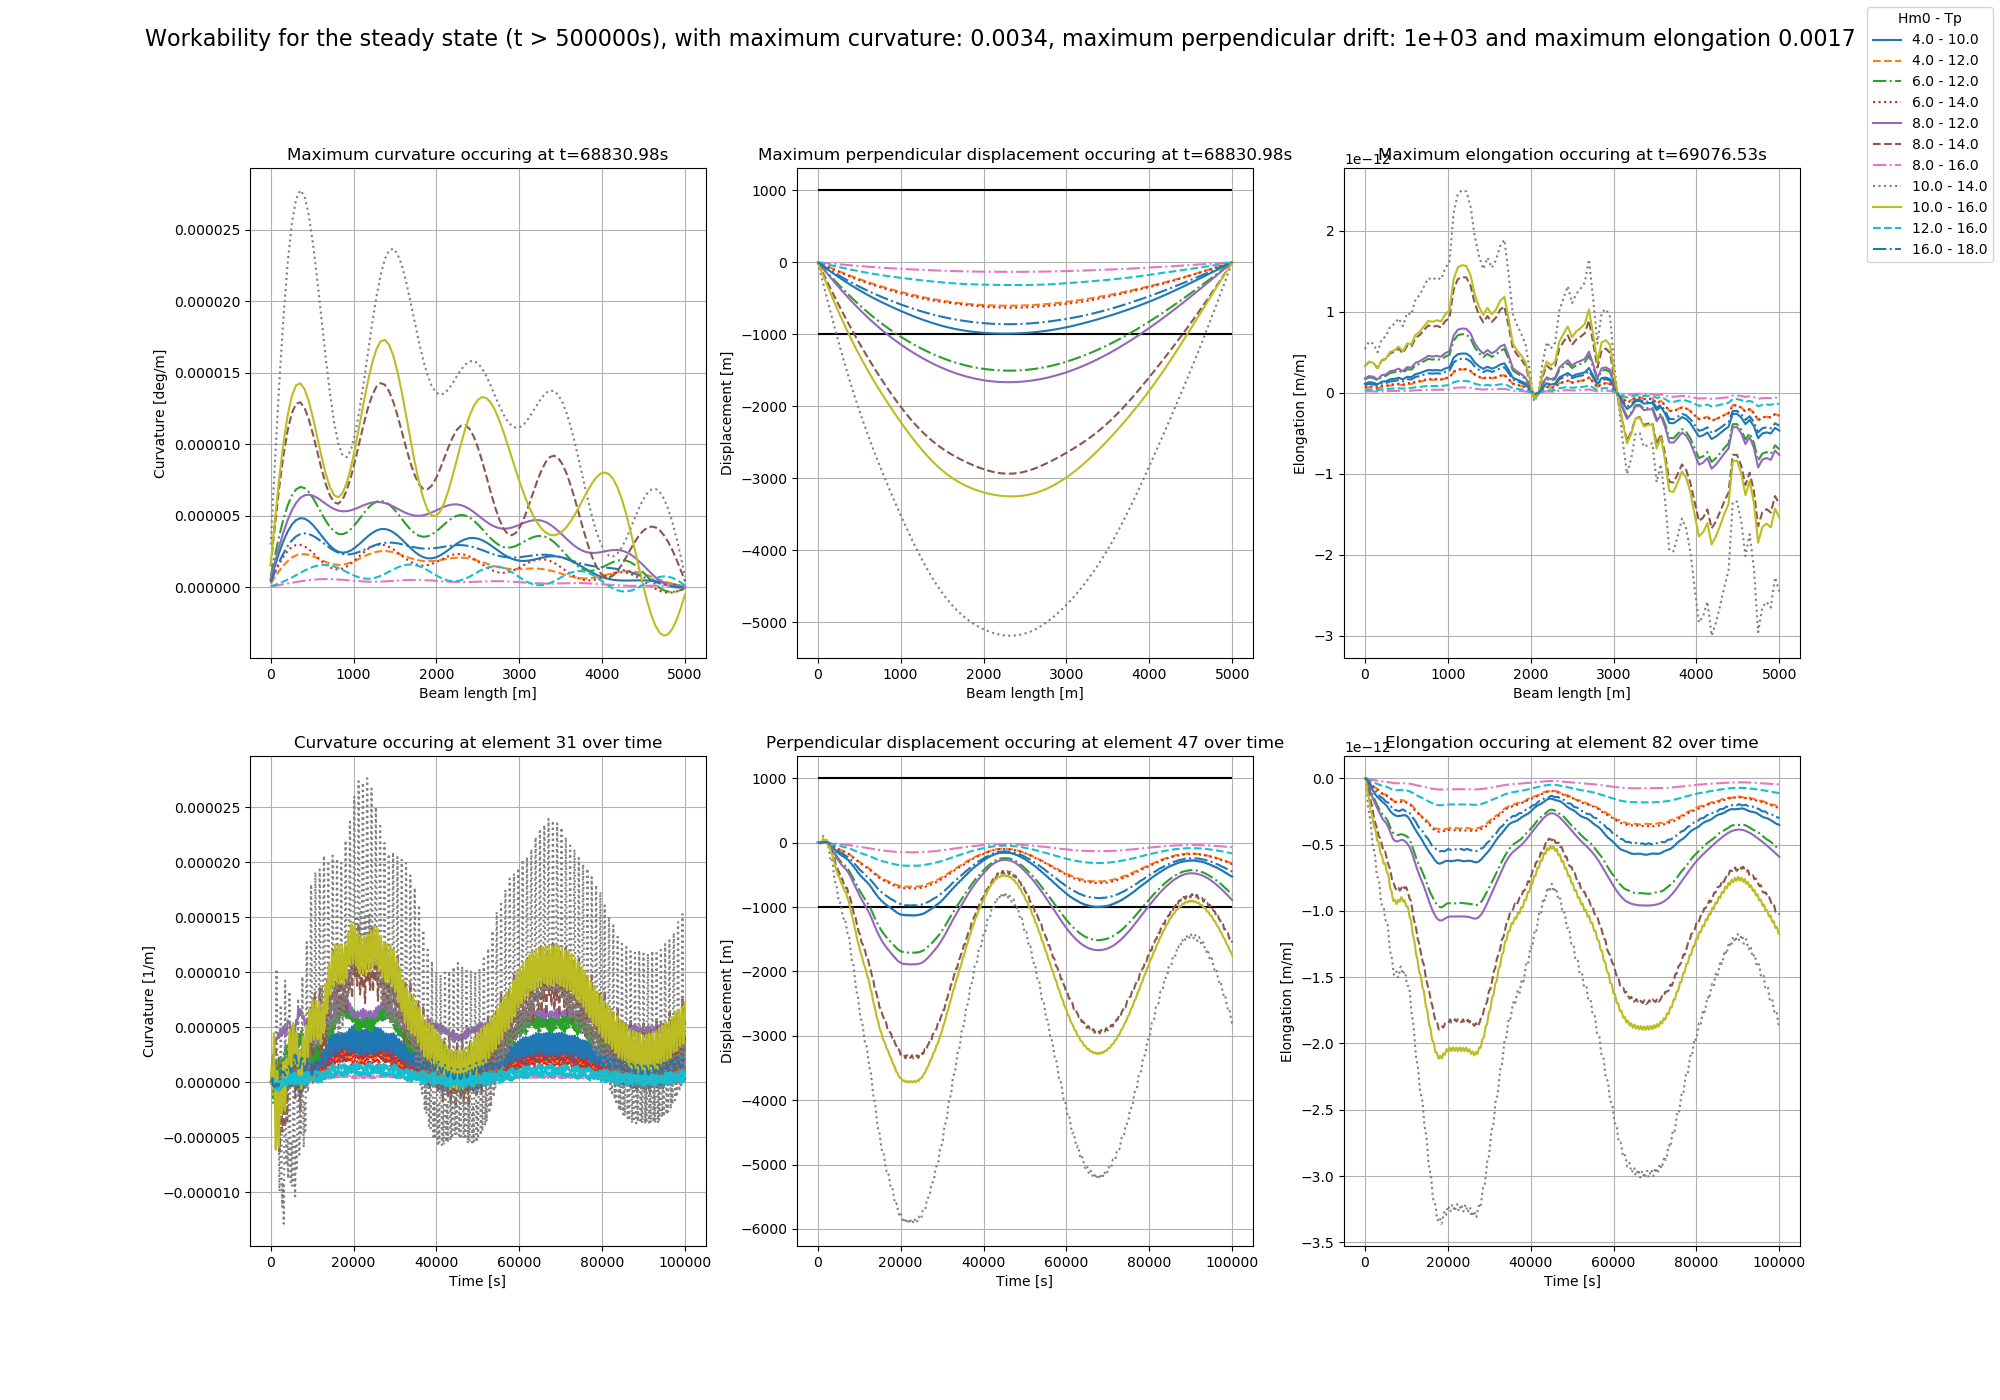 Workability for the steady state (t > 500000s), with maximum curvature: 0.0034, maximum perpendicular drift: 1e+03 and maximum elongation 0.0017
Hm0 - Tp
4.0 - 10.0
4.0 - 12.0
6.0 - 12.0
6.0 - 14.0
8.0 - 12.0
8.0 - 14.0
8.0 - 16.0
10.0 - 14.0
10.0 - 16.0
12.0 - 16.0
16.0 - 18.0
Maximum curvature occuring at t=68830.98s
Curvature [deg/m]
0.000025
0.000020
0.000015
0.000010
0.000005
0.000000
0 1000 2000 3000 4000 5000
Beam length [m]
Maximum perpendicular displacement occuring at t=68830.98s
Displacement [m]
1000
0
−1000
−2000
−3000
−4000
−5000
0 1000 2000 3000 4000 5000
Beam length [m]
Maximum elongation occuring at t=69076.53s
1e−12
Elongation [m/m]
2
1
0
−1
−2
−3
0 1000 2000 3000 4000 5000
Beam length [m]
Curvature occuring at element 31 over time
Curvature [1/m]
0.000025
0.000020
0.000015
0.000010
0.000005
0.000000
−0.000005
−0.000010
0 20000 40000 60000 80000 100000
Time [s]
Perpendicular displacement occuring at element 47 over time
Displacement [m]
1000
0
−1000
−2000
−3000
−4000
−5000
−6000
0 20000 40000 60000 80000 100000
Time [s]
Elongation occuring at element 82 over time
1e−12
Elongation [m/m]
0.0
−0.5
−1.0
−1.5
−2.0
−2.5
−3.0
−3.5
0 20000 40000 60000 80000 100000
Time [s]